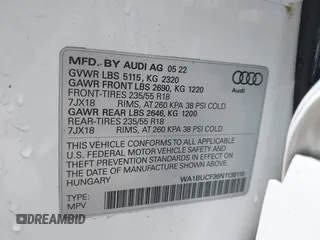 MFD. BY AUDI AG 05 22
GVWR LBS 5115, KG 2320
GAWR FRONT LBS 2690, KG 1220
FRONT-TIRES 235/55 R18
7JX18 RIMS, AT 260 KPA 38 PSI COLD
GAWR REAR LBS 2646, KG 1200
REAR-TIRES 235/55 R18
7JX18 RIMS, AT 260 KPA 38 PSI COLD
Audi
THIS VEHICLE CONFORMS TO ALL APPLICABLE
U.S. FEDERAL MOTOR VEHICLE SAFETY, BUMPER AND
THEFT PREVENTION STANDARDS IN EFFECT ON
THE DATE OF MANUFACTURE SHOWN ABOVE
HUNGARY
TYPE:
MPV
DREAMBID